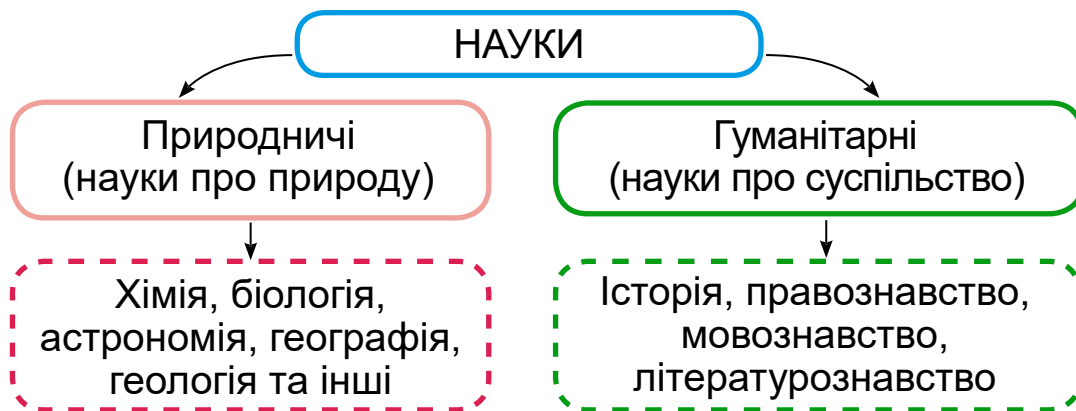 НАУКИ
Природничі
(науки про природу)
Гуманітарні
(науки про суспільство)
Хімія, біологія,
астрономія, географія,
геологія та інші
Історія, правознавство,
мовознавство,
літературознавство